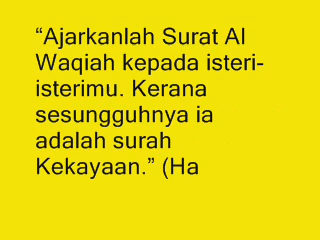 “Ajarkanlah Surat Al
Waqiah kepada isteri-
isterimu. Kerana
sesungguhnya ia
adalah surah
Kekayaan.” (Ha